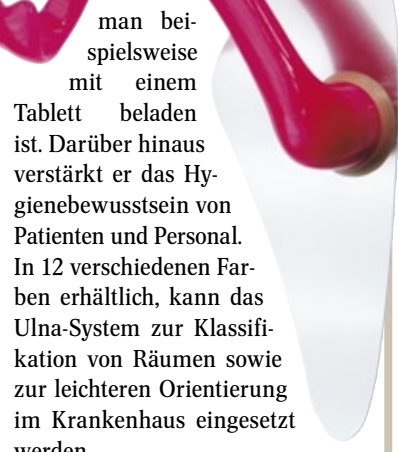 man bei-
spielsweise
mit einem
Tablett beladen
ist. Darüber hinaus
verstärkt er das Hy-
gienebewusstsein von
Patienten und Personal.
In 12 verschiedenen Far-
ben erhältlich, kann das
Ulna-System zur Klassifi-
kation von Räumen sowie
zur leichteren Orientierung
im Krankenhaus eingesetzt
werden